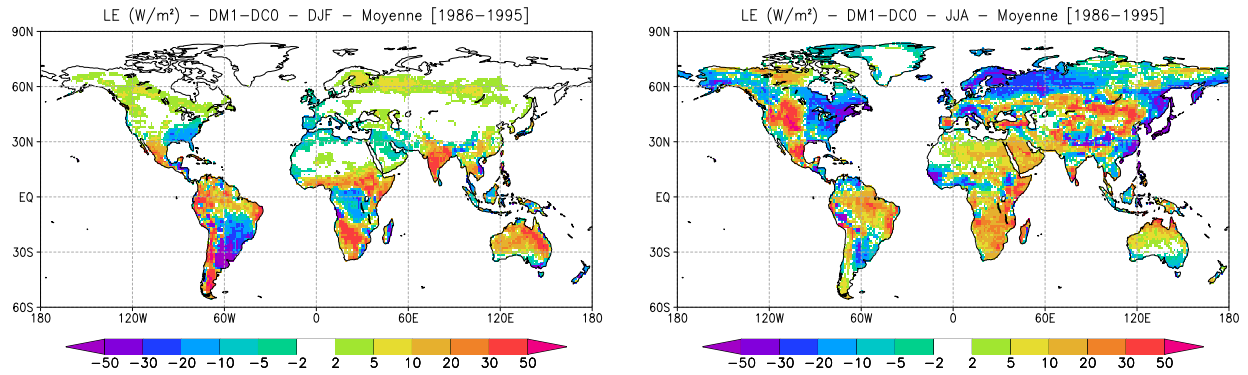 LE (W/m²) − DM1−DC0 − DJF − Moyenne [1986−1995]
90N
60N
30N
EQ
30S
60S
180 120W 60W 0 60E 120E 180
−50 −30 −20 −10 −5 −2 2 5 10 20 30 50
LE (W/m²) − DM1−DC0 − JJA − Moyenne [1986−1995]
90N
60N
30N
EQ
30S
60S
180 120W 60W 0 60E 120E 180
−50 −30 −20 −10 −5 −2 2 5 10 20 30 50